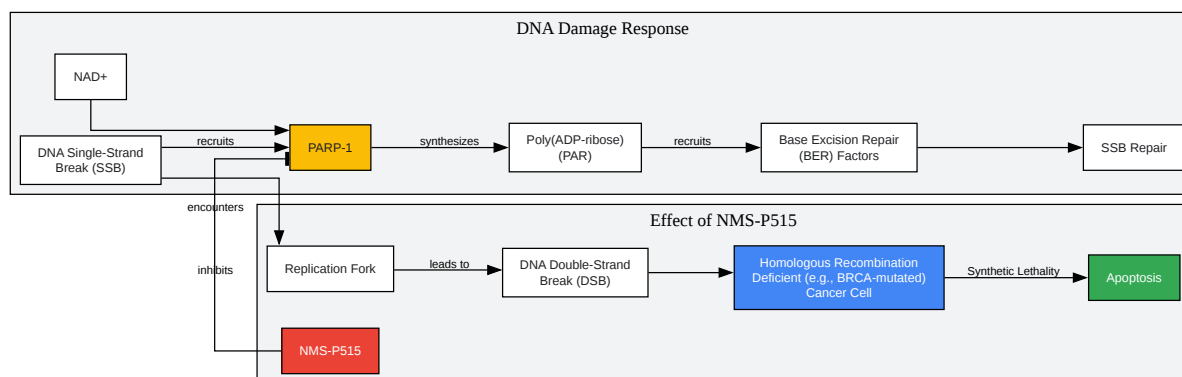 DNA Damage Response
NAD+
DNA Single-Strand
Break (SSB)
recruits
PARP-1
synthesizes
Poly(ADP-ribose)
(PAR)
recruits
Base Excision Repair
(BER) Factors
SSB Repair
encounters
inhibits
Effect of NMS-P515
Replication Fork
leads to
DNA Double-Strand
Break (DSB)
Homologous Recombination
Deficient (e.g., BRCA-mutated)
Cancer Cell
Synthetic Lethality
Apoptosis
NMS-P515